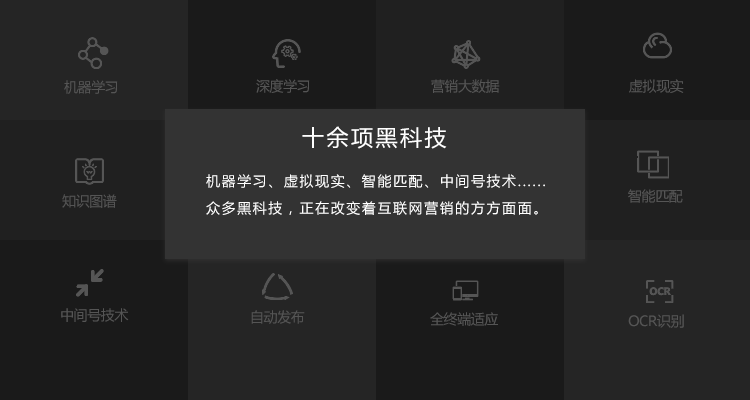 机器学习
深度学习
营销大数据
虚拟现实
十余项黑科技
机器学习、虚拟现实、智能匹配、中间号技术......
众多黑科技，正在改变着互联网营销的方方面面。
知识图谱
智能匹配
中间号技术
自动发布
全终端适应
OCR
OCR识别